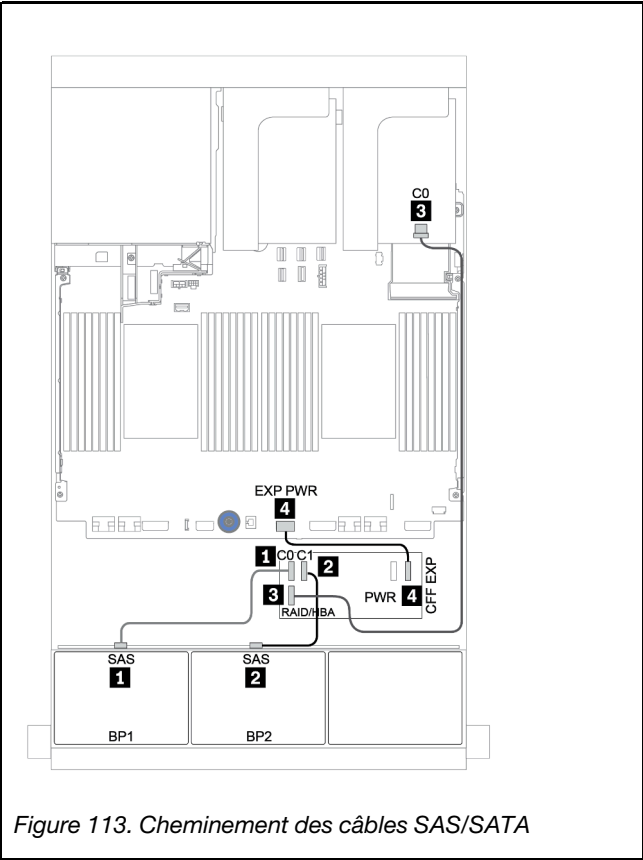 C0
3
EXP PWR
4
1 C0 C1 2
3 PWR 4 CFF EXP
RAID/HBA
SAS SAS
1 2
BP1 BP2
Figure 113. Cheminement des câbles SAS/SATA